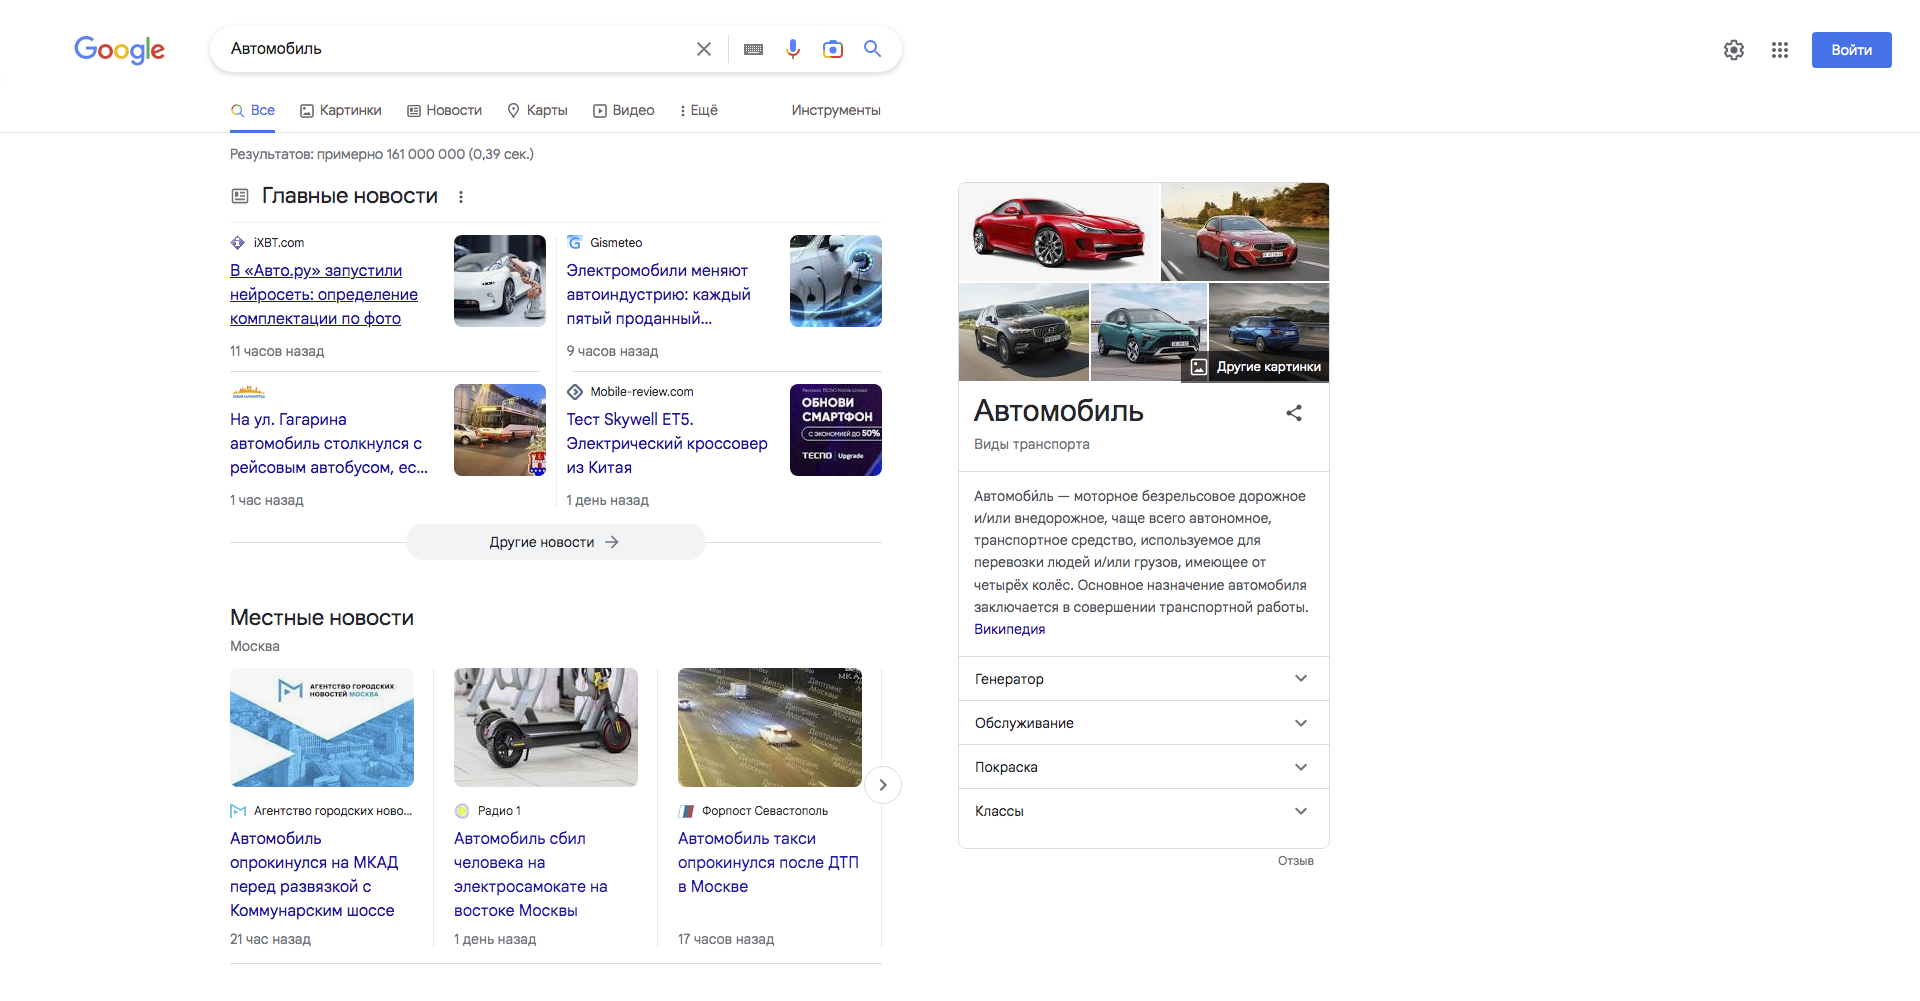 Google
Автомобиль
Войти
Все
Картинки
Новости
Карты
Видео
Ещё
Инструменты
Результатов: примерно 161 000 000 (0,39 сек.)
Главные новости
iXBT.com
В «Авто.ру» запустили
нейросеть: определение
комплектации по фото
11 часов назад
Gismeteo
Электромобили меняют
автоиндустрию: каждый
пятый проданный...
9 часов назад
На ул. Гагарина
автомобиль столкнулся с
рейсовым автобусом, ес...
1 час назад
Mobile-review.com
Тест Skywell ET5.
Электрический кроссовер
из Китая
1 день назад
ОБНОВИ
СМАРТФОН
С ЭКОНОМИЕЙ ДО 50%
TECNO | Upgrade
Другие новости
Местные новости
Москва
АГЕНТСТВО ГОРОДСКИХ
НОВОСТЕЙ МОСКВА
Агентство городских ново...
Автомобиль
опрокинулся на МКАД
перед развязкой с
Коммунарским шоссе
21 час назад
Радио 1
Автомобиль сбил
человека на
электросамокате на
востоке Москвы
1 день назад
Дептранс
Москвы
Форпост Севастополь
Автомобиль такси
опрокинулся после ДТП
в Москве
17 часов назад
Другие картинки
Автомобиль
Виды транспорта
Автомоби́ль — моторное безрельсовое дорожное
и/или внедорожное, чаще всего автономное,
транспортное средство, используемое для
перевозки людей и/или грузов, имеющее от
четырёх колёс. Основное назначение автомобиля
заключается в совершении транспортной работы.
Википедия
Генератор
Обслуживание
Покраска
Классы
Отзыв